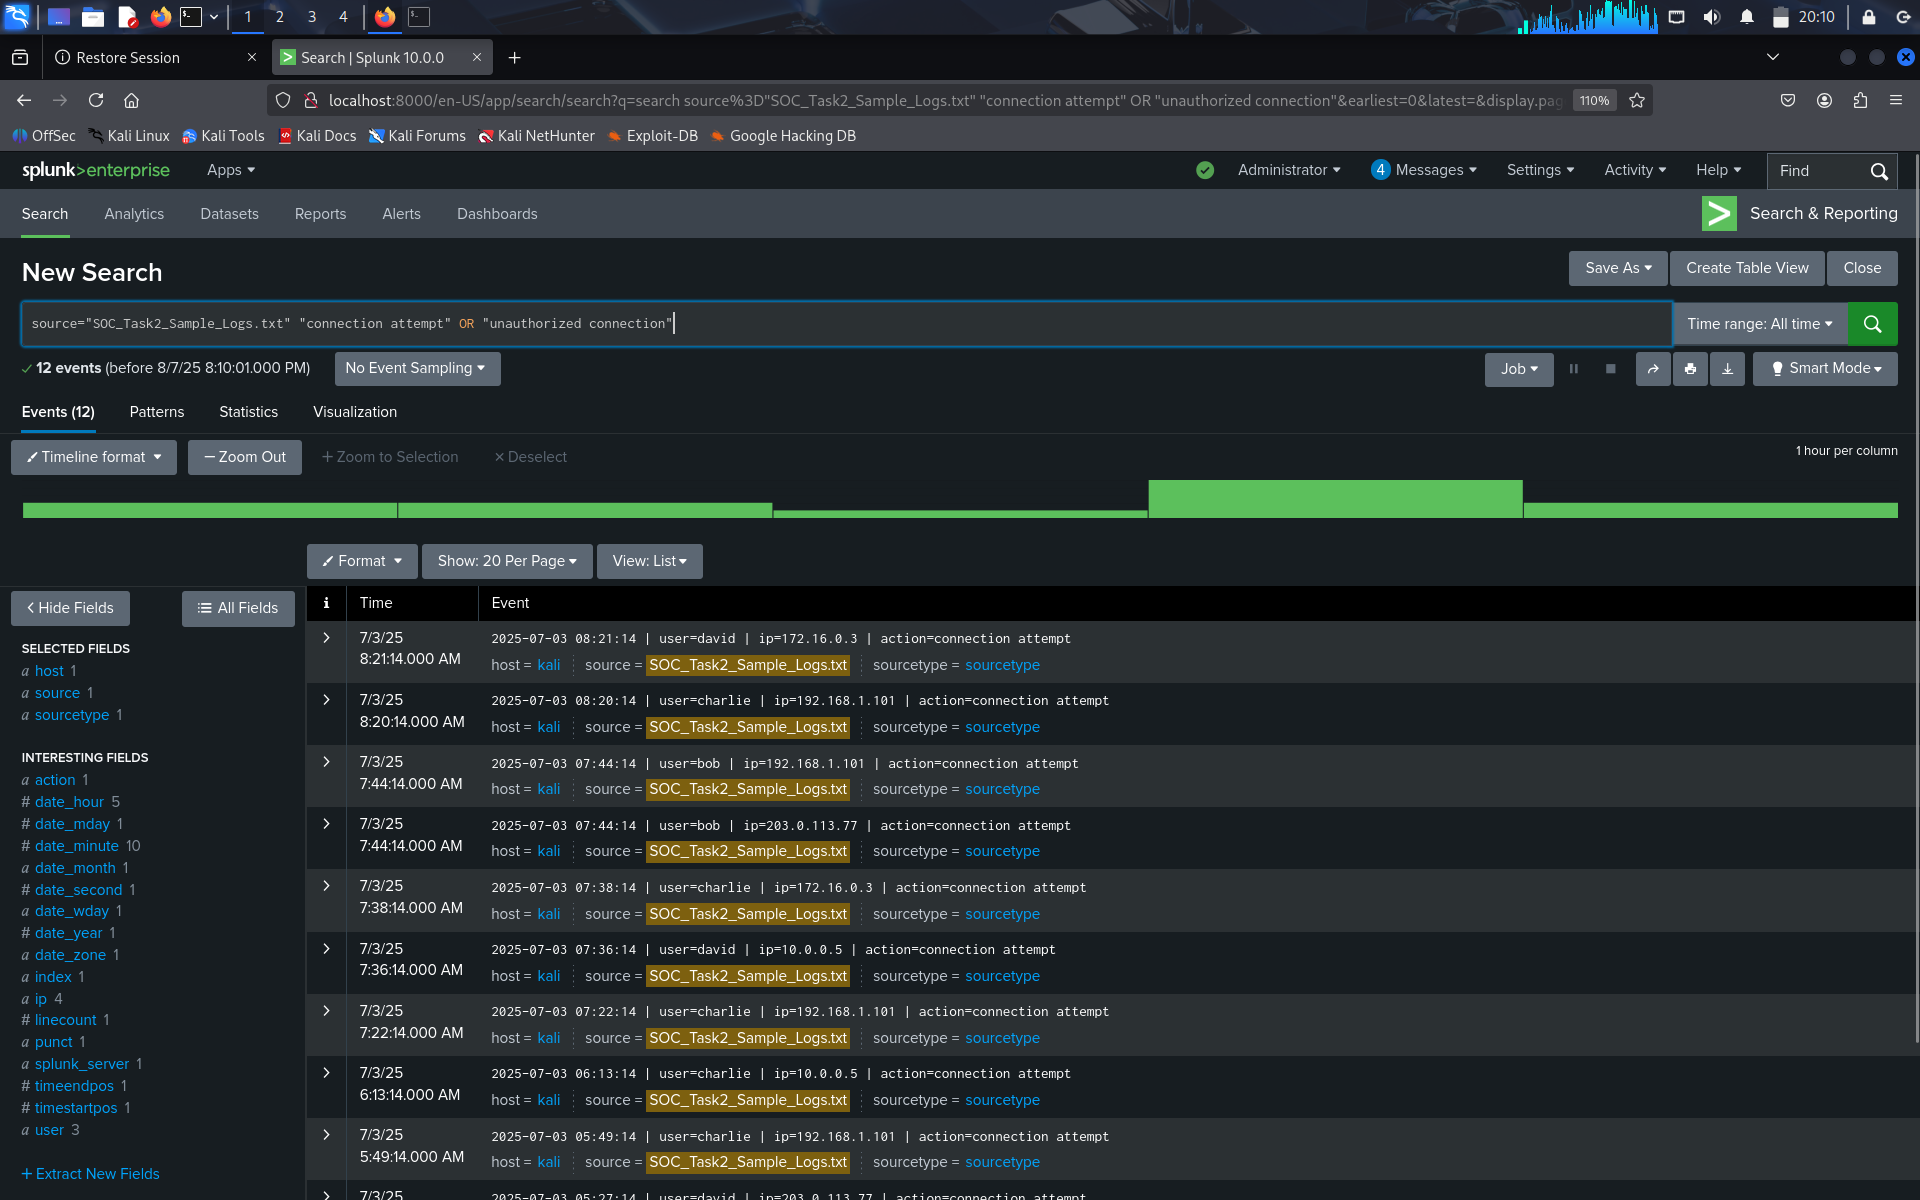 1 2 3 4 20:10
Restore Session Search | Splunk 10.0.0
localhost:8000/en-US/app/search/search?q=search source%3D"SOC_Task2_Sample_Logs.txt" "connection attempt" OR "unauthorized connection"&earliest=0&latest=&display.pag 110%
OffSec Kali Linux Kali Tools Kali Docs Kali Forums Kali NetHunter Exploit-DB Google Hacking DB
splunk>enterprise Apps Administrator 4 Messages Settings Activity Help Find
Search Analytics Datasets Reports Alerts Dashboards Search & Reporting
New Search Save As Create Table View Close
source="SOC_Task2_Sample_Logs.txt" "connection attempt" OR "unauthorized connection" Time range: All time
12 events (before 8/7/25 8:10:01.000 PM) No Event Sampling Job Smart Mode
Events (12) Patterns Statistics Visualization
Timeline format Zoom Out + Zoom to Selection × Deselect 1 hour per column
Format Show: 20 Per Page View: List
Hide Fields All Fields
i Time Event
SELECTED FIELDS
a host 1
a source 1
a sourcetype 1
INTERESTING FIELDS
a action 1
# date_hour 5
# date_mday 1
# date_minute 10
a date_month 1
# date_second 1
a date_wday 1
# date_year 1
a date_zone 1
a index 1
a ip 4
# linecount 1
a punct 1
a splunk_server 1
# timeendpos 1
# timestartpos 1
a user 3
+ Extract New Fields
7/3/25 2025-07-03 08:21:14 | user=david | ip=172.16.0.3 | action=connection attempt
8:21:14.000 AM host = kali source = SOC_Task2_Sample_Logs.txt sourcetype = sourcetype
7/3/25 2025-07-03 08:20:14 | user=charlie | ip=192.168.1.101 | action=connection attempt
8:20:14.000 AM host = kali source = SOC_Task2_Sample_Logs.txt sourcetype = sourcetype
7/3/25 2025-07-03 07:44:14 | user=bob | ip=192.168.1.101 | action=connection attempt
7:44:14.000 AM host = kali source = SOC_Task2_Sample_Logs.txt sourcetype = sourcetype
7/3/25 2025-07-03 07:44:14 | user=bob | ip=203.0.113.77 | action=connection attempt
7:44:14.000 AM host = kali source = SOC_Task2_Sample_Logs.txt sourcetype = sourcetype
7/3/25 2025-07-03 07:38:14 | user=charlie | ip=172.16.0.3 | action=connection attempt
7:38:14.000 AM host = kali source = SOC_Task2_Sample_Logs.txt sourcetype = sourcetype
7/3/25 2025-07-03 07:36:14 | user=david | ip=10.0.0.5 | action=connection attempt
7:36:14.000 AM host = kali source = SOC_Task2_Sample_Logs.txt sourcetype = sourcetype
7/3/25 2025-07-03 07:22:14 | user=charlie | ip=192.168.1.101 | action=connection attempt
7:22:14.000 AM host = kali source = SOC_Task2_Sample_Logs.txt sourcetype = sourcetype
7/3/25 2025-07-03 06:13:14 | user=charlie | ip=10.0.0.5 | action=connection attempt
6:13:14.000 AM host = kali source = SOC_Task2_Sample_Logs.txt sourcetype = sourcetype
7/3/25 2025-07-03 05:49:14 | user=charlie | ip=192.168.1.101 | action=connection attempt
5:49:14.000 AM host = kali source = SOC_Task2_Sample_Logs.txt sourcetype = sourcetype
7/3/25 2025-07-03 05:27:14 | user=david | ip=203.0.113.77 | action=connection attempt